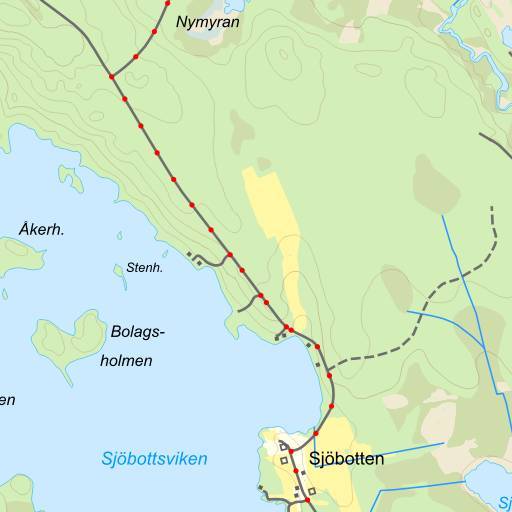 Nymyran
Åkerh.
Stenh.
Bolags-
holmen
en
Sjöbottsviken
Sjöbotten
Sj